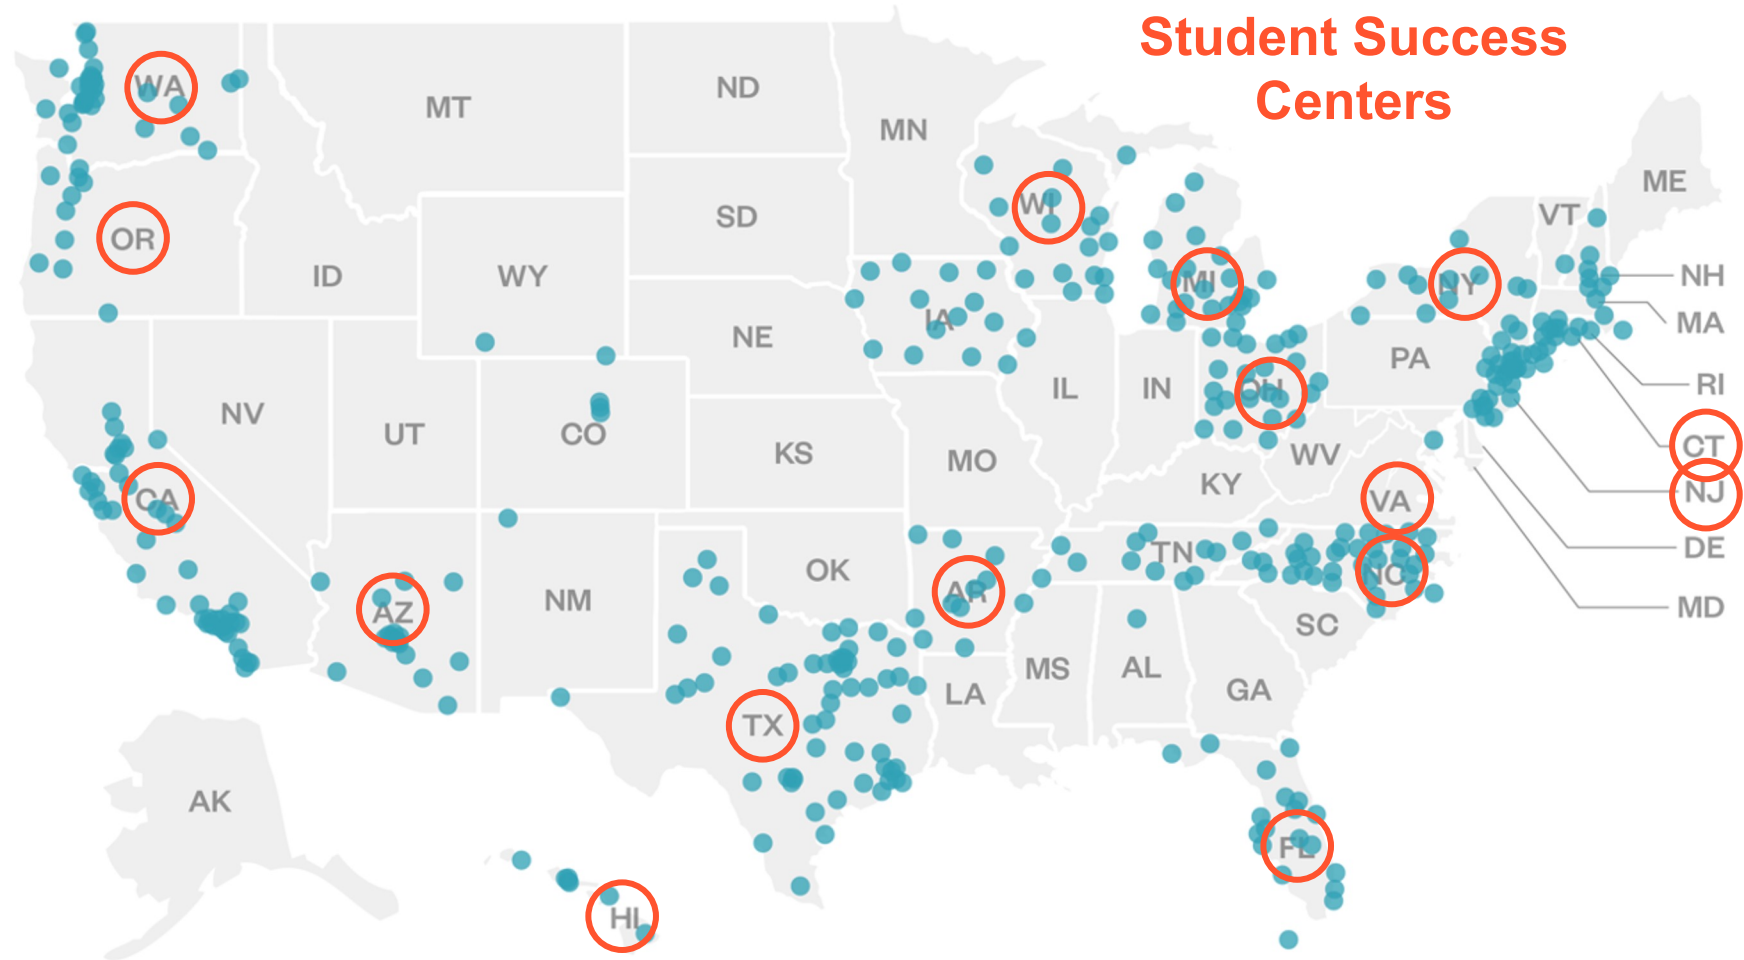 Student Success
Centers
WA
MT
ND
MN
ME
OR
ID
WY
SD
WI
MI
NY
VT
NH
MA
NE
IA
PA
RI
NV
UT
CO
KS
MO
IL
IN
OH
WV
CT
NJ
CA
KY
VA
DE
AZ
NM
OK
AR
TN
NC
MD
SC
TX
LA
MS
AL
GA
AK
FL
HI